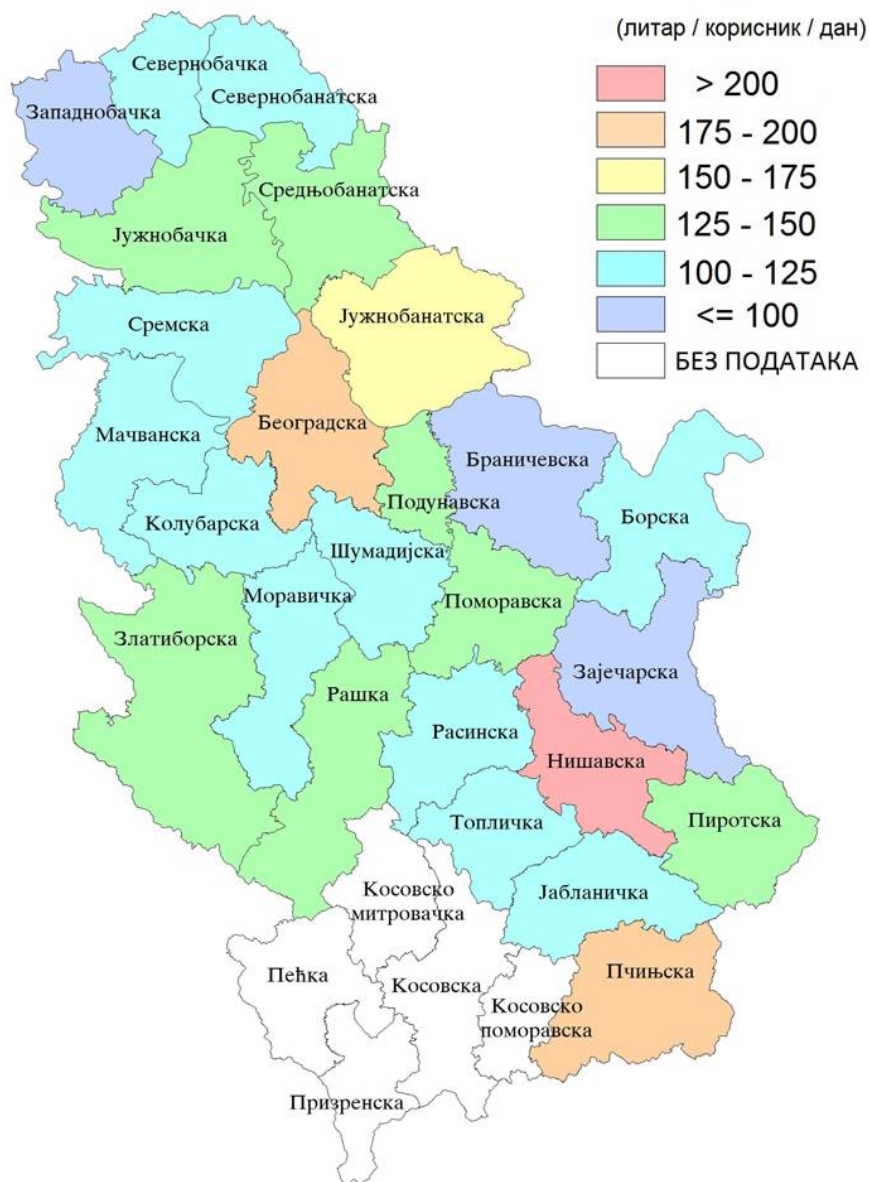 (литар / корисник / дан)
> 200
175 - 200
150 - 175
125 - 150
100 - 125
<= 100
БЕЗ ПОДАТАКА
Севернобачка
Западнобачка
Севернобанатска
Средњобанатска
Јужнобачка
Јужнобанатска
Сремска
Београдска
Мачванска
Браничевска
Подунавска
Борска
Колубарска
Шумадијска
Моравичка
Поморавска
Златиборска
Зајечарска
Рашка
Расинска
Нишавска
Топличка
Пиротска
Косовско
митровачка
Јабланичка
Пећка
Косовска
Пчињска
Косовско
поморавска
Призренска